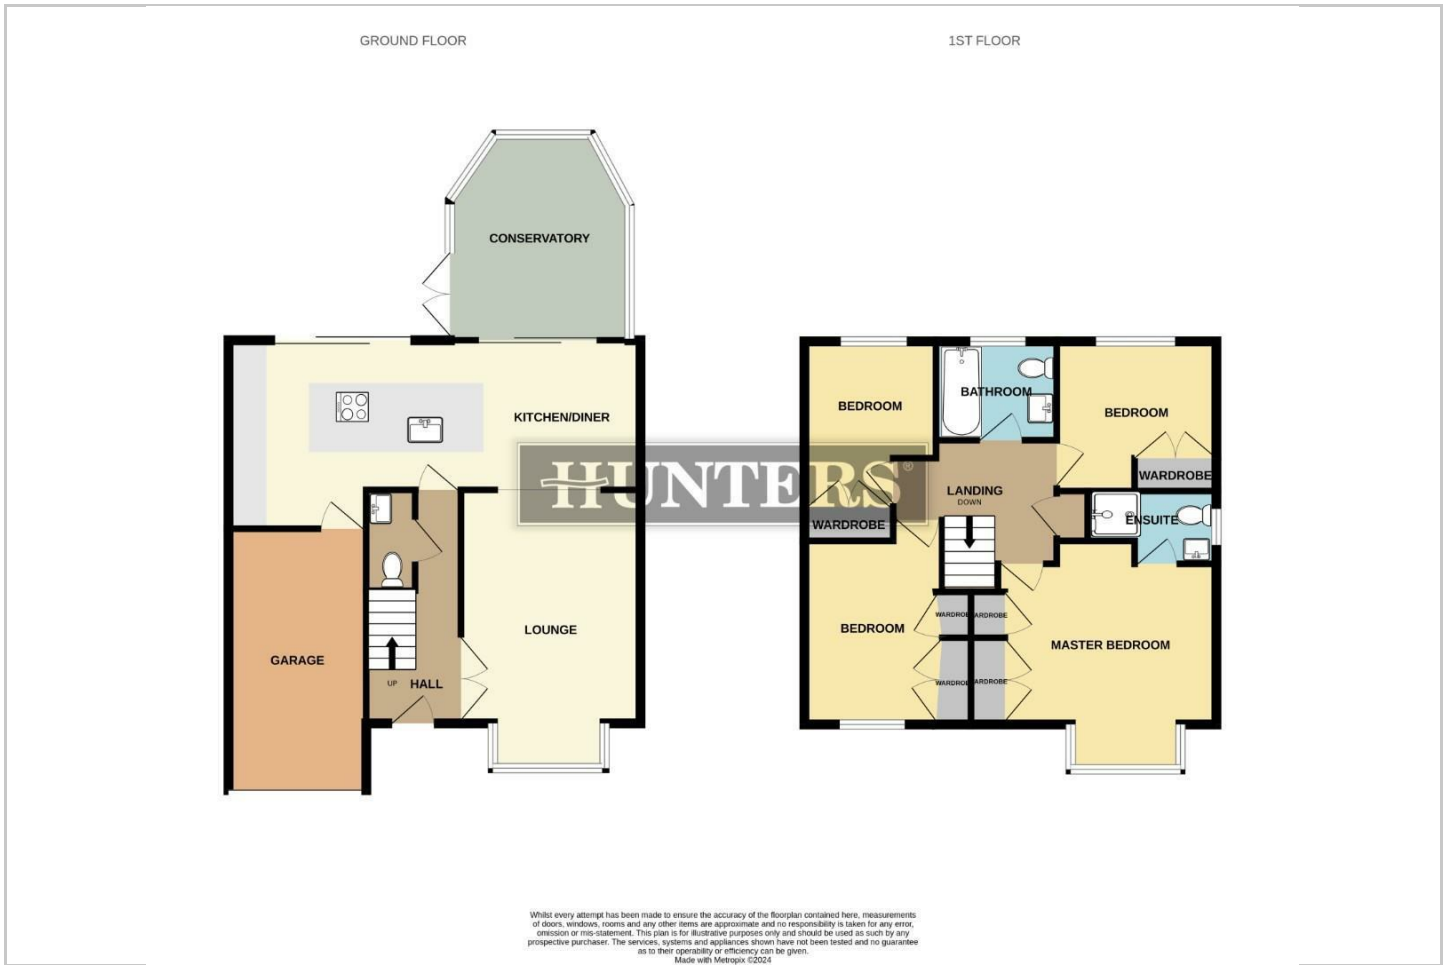 GROUND FLOOR
1ST FLOOR
CONSERVATORY
KITCHEN/DINER
HUNTERS®
LOUNGE
GARAGE
UP
HALL
BEDROOM
BATHROOM
BEDROOM
WARDROBE
LANDING
DOWN
ENSUITE
WARDROBE
BEDROOM
WARDROBE
WARDROBE
MASTER BEDROOM
WARDROBE
WARDROBE
Whilst every attempt has been made to ensure the accuracy of the floorplan contained here, measurements
of doors, windows, rooms and any other items are approximate and no responsibility is taken for any error,
omission or mis-statement. This plan is for illustrative purposes only and should be used as such by any
prospective purchaser. The services, systems and appliances shown have not been tested and no guarantee
as to their operability or efficiency can be given.
Made with Metropix ©2024